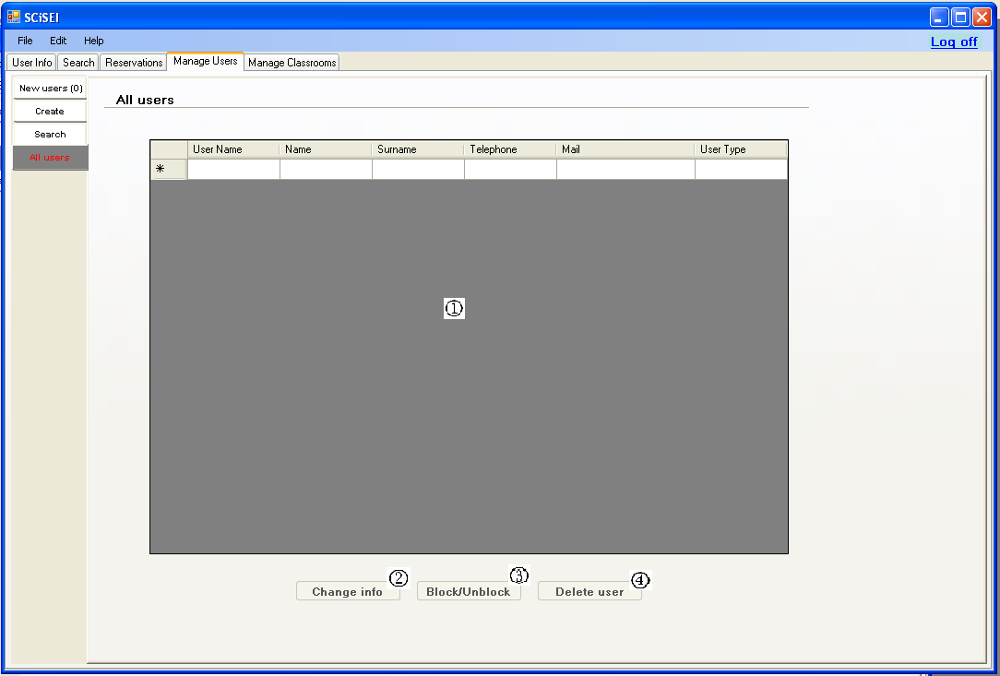 SCiSEI
File Edit Help
Log off
User Info Search Reservations Manage Users Manage Classrooms
New users (0)
Create
Search
All users
All users
User Name Name Surname Telephone Mail User Type
*
①
② ③ ④
Change info Block/Unblock Delete user